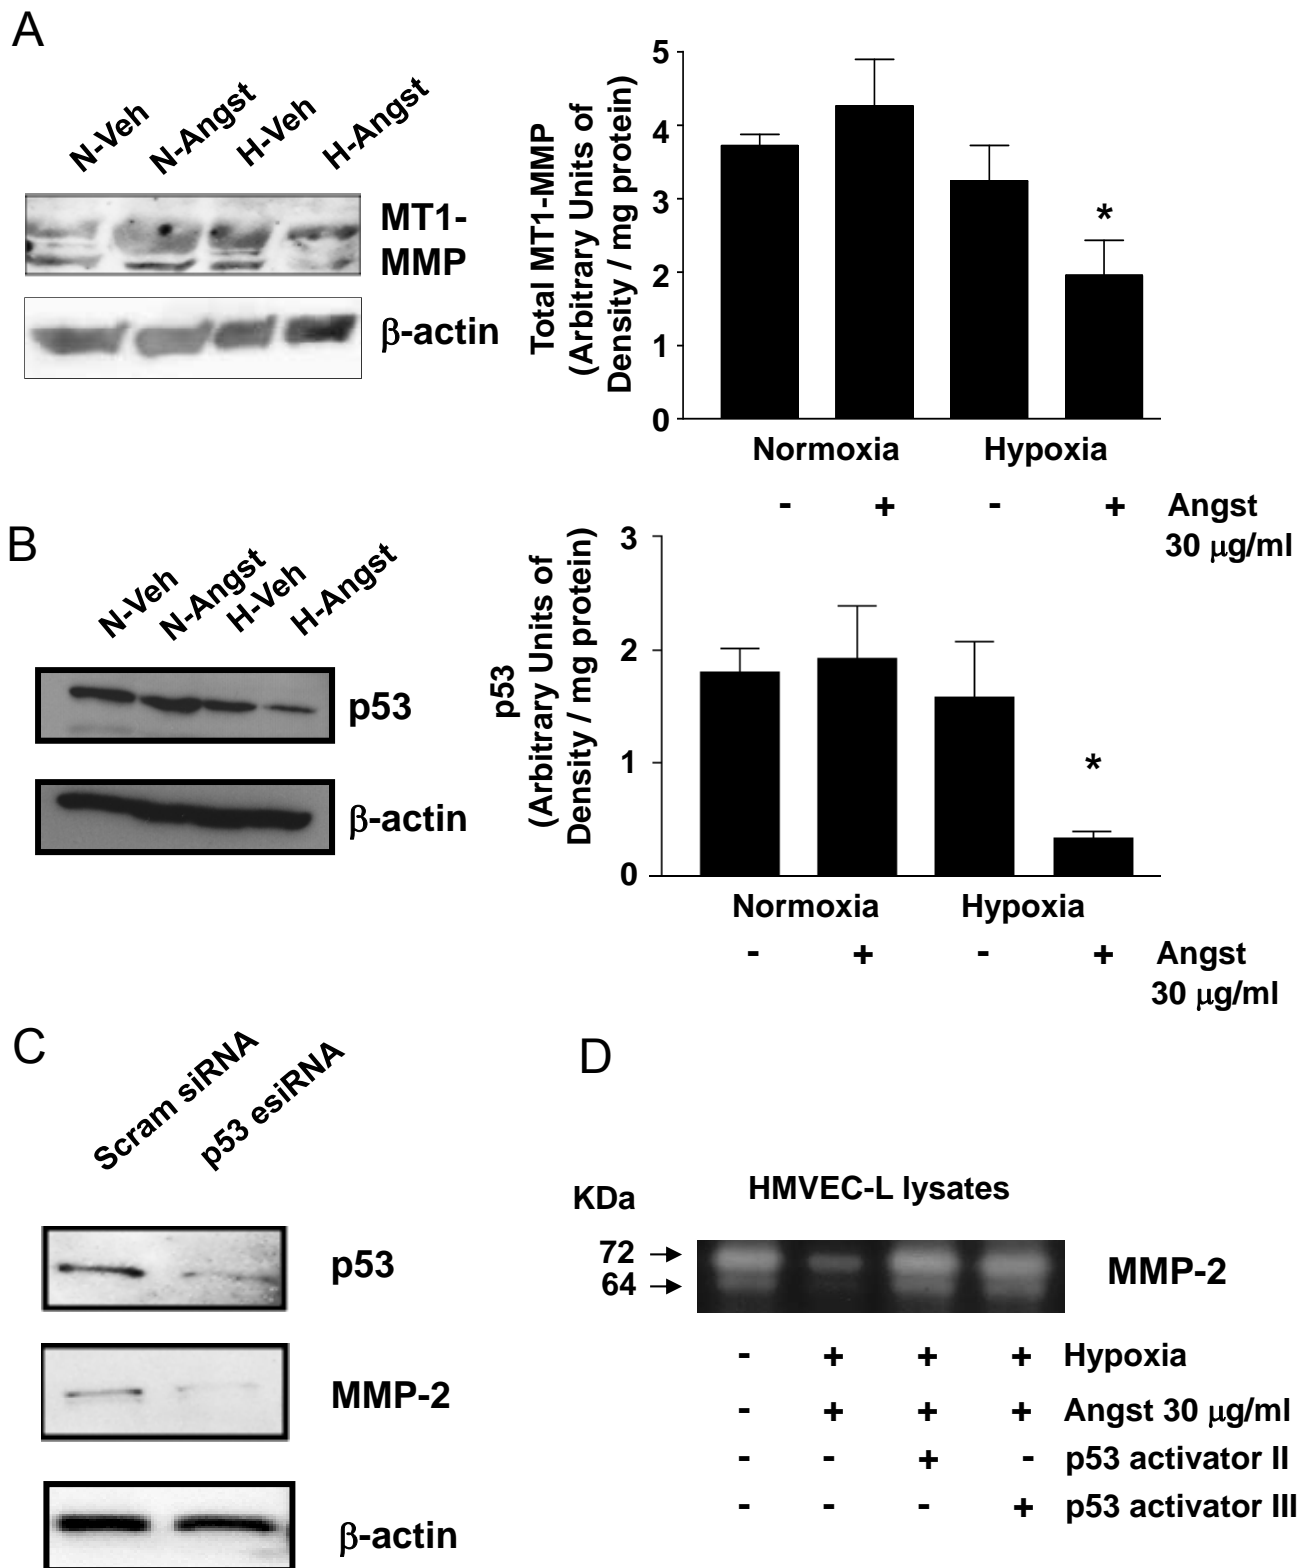 A
N-Veh
N-Angst
H-Veh
H-Angst
MT1-
MMP
β-actin
Total MT1-MMP
(Arbitrary Units of
Density / mg protein)
5
4
3
2
1
0
*
Normoxia Hypoxia
- + - + Angst
30 μg/ml
B
N-Veh
N-Angst
H-Veh
H-Angst
p53
β-actin
p53
(Arbitrary Units of
Density / mg protein)
3
2
1
0
*
Normoxia Hypoxia
- + - + Angst
30 μg/ml
C
Scram siRNA
p53 esiRNA
p53
MMP-2
β-actin
D
HMVEC-L lysates
KDa
72
64
MMP-2
- + + + Hypoxia
- + + + Angst 30 μg/ml
- - + - p53 activator II
- - - + p53 activator III